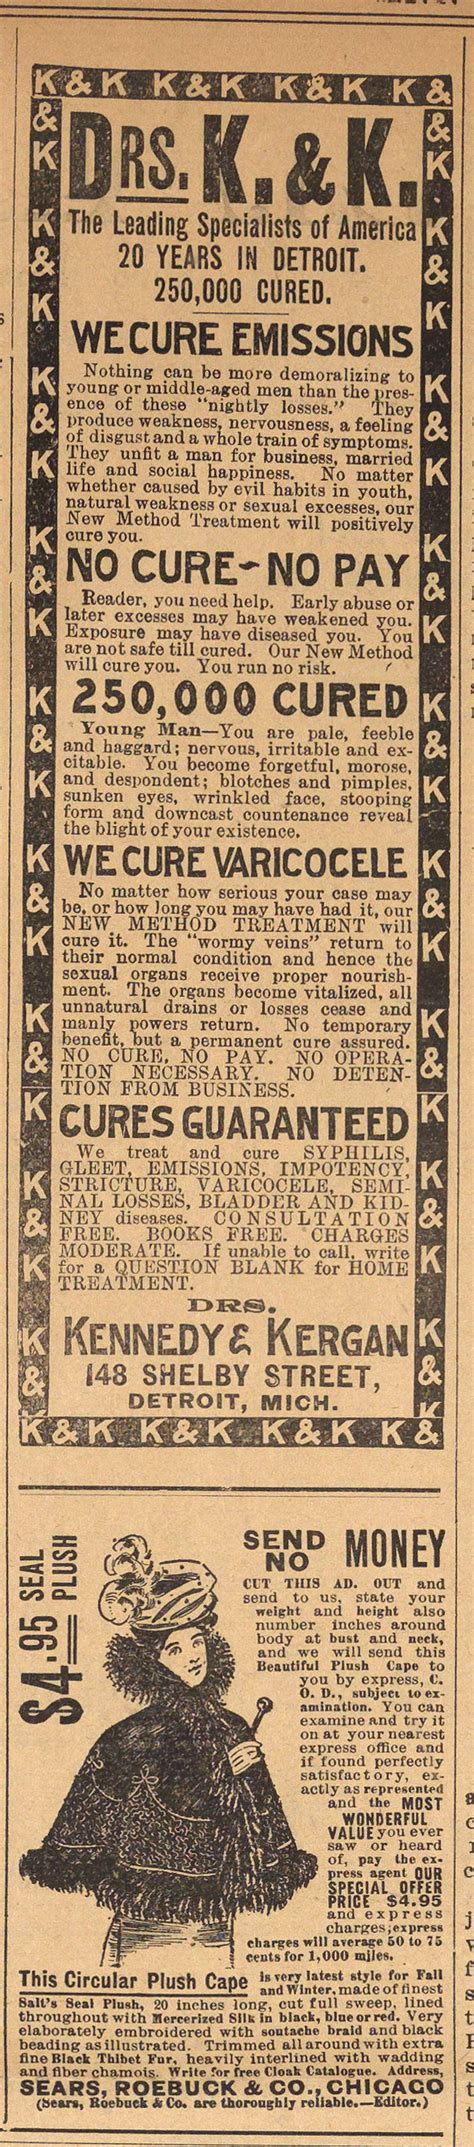 K & K K & K K & K K &
DRS. K. & K.
The Leading Specialists of America
20 YEARS IN DETROIT.
250,000 CURED.
WE CURE EMISSIONS
Nothing can be more demoralizing to
young or middle-aged men than the pres-
ence of these "nightly losses." They
produce weakness, nervousness, a feeling
of disgust and a whole train of symptoms.
They unfit a man for business, married
life and social happiness. No matter
whether caused by evil habits in youth,
natural weakness or sexual excesses, our
New Method Treatment will positively
cure you.
NO CURE-NO PAY
Reader, you need help. Early abuse or
later excesses may have weakened you.
Exposure may have diseased you. You
are not safe till cured. Our New Method
will cure you. You run no risk.
250,000 CURED
Young Man—You are pale, feeble
and haggard; nervous, irritable and ex-
citable. You become forgetful, morose,
and despondent; blotches and pimples,
sunken eyes, wrinkled face, stooping
form and downcast countenance reveal
the blight of your existence.
WE CURE VARICOCELE
No matter how serious your case may
be, or how long you may have had it, our
NEW METHOD TREATMENT will
cure it. The "wormy veins" return to
their normal condition and hence the
sexual organs receive proper nourish-
ment. The organs become vitalized, all
unnatural drains or losses cease and
manly powers return. No temporary
benefit, but a permanent cure assured.
NO CURE, NO PAY. NO OPERA-
TION NECESSARY. NO DETEN-
TION FROM BUSINESS.
CURES GUARANTEED
We treat and cure SYPHILIS,
GLEET, EMISSIONS, IMPOTENCY,
STRICTURE, VARICOCELE, SEMI-
NAL LOSSES, BLADDER AND KID-
NEY diseases. CONSULTATION
FREE. BOOKS FREE. CHARGES
MODERATE. If unable to call, write
for a QUESTION BLANK for HOME
TREATMENT.
DRS.
KENNEDY & KERGAN
148 SHELBY STREET,
DETROIT, MICH.
K & K K & K K & K K &
$4.95 SEAL PLUSH
SEND NO MONEY
CUT THIS AD. OUT and
send to us, state your
weight and height also
number inches around
body at bust and neck,
and we will send this
Beautiful Plush Cape to
you by express, C.
O. D., subject to ex-
amination. You can
examine and try it
on at your nearest
express office and
if found perfectly
satisfactory, ex-
actly as represented
and the MOST
WONDERFUL
VALUE you ever
saw or heard
of, pay the ex-
press agent OUR
SPECIAL OFFER
PRICE $4.95
and express
charges; express
charges will average 50 to 75
cents for 1,000 miles.
This Circular Plush Cape is very latest style for Fall
and Winter, made of finest
Salt's Seal Plush, 20 inches long, cut full sweep, lined
throughout with Mercerized Silk in black, blue or red. Very
elaborately embroidered with soutache braid and black
beading as illustrated. Trimmed all around with extra
fine Black Thibet Fur, heavily interlined with wadding
and fiber chamois. Write for free Cloak Catalogue. Address,
SEARS, ROEBUCK & CO., CHICAGO
(Sears, Roebuck & Co. are thoroughly reliable.—Editor.)